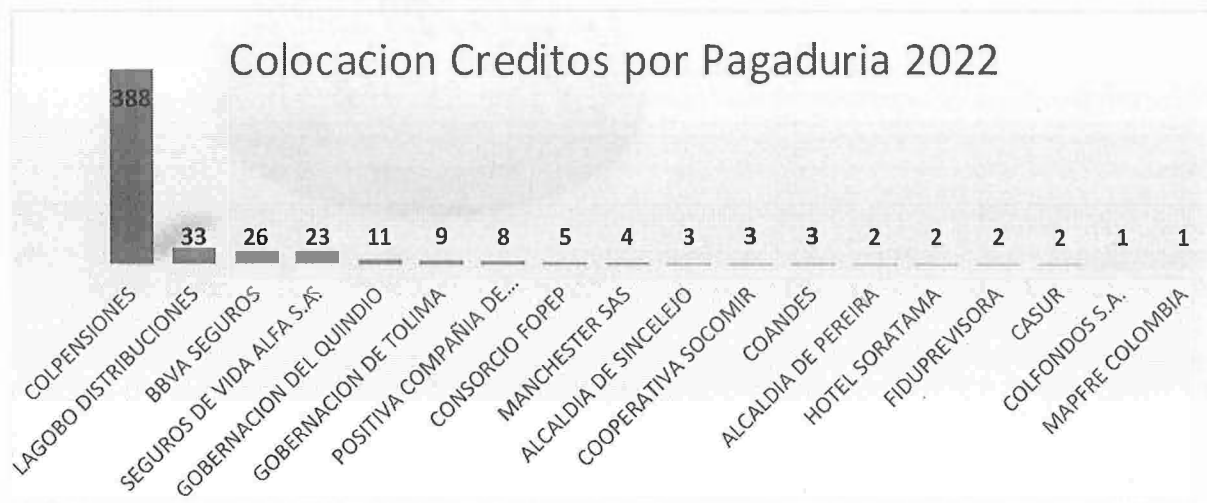 Colocacion Creditos por Pagaduria 2022
388
33
26
23
11
9
8
5
4
3
3
3
2
2
2
2
1
1
COLPENSIONES
LAGOBO DISTRIBUCIONES
BBVA SEGUROS
SEGUROS DE VIDA ALFA S.A.
GOBERNACION DEL QUINDIO
GOBERNACION DE TOLIMA
POSITIVA COMPAÑIA DE...
CONSORCIO FOPEP
MANCHESTER SAS
ALCALDIA DE SINCELEJO
COOPERATIVA SOCOMIR
COANDES
ALCALDIA DE PEREIRA
HOTEL SORATAMA
FIDUPREVISORA
CASUR
COLFONDOS S.A.
MAPFRE COLOMBIA